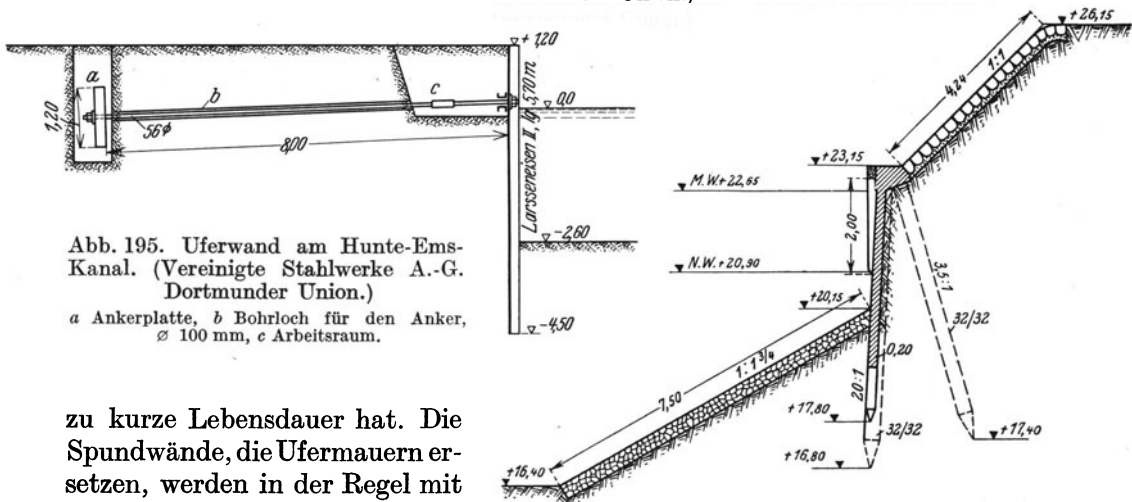 +1,20
a
b
c
1,20
56⌀
8,00
0,0
Larsseneisen II, lg. 5,70m
-2,60
-4,50
Abb. 195. Uferwand am Hunte-Ems-
Kanal. (Vereinigte Stahlwerke A.-G.
Dortmunder Union.)
a Ankerplatte, b Bohrloch für den Anker,
⌀ 100 mm, c Arbeitsraum.
zu kurze Lebensdauer hat. Die
Spundwände, die Ufermauern er-
setzen, werden in der Regel mit
+26,15
4,24
1:1
+23,15
M.W.+22,65
2,00
N.W.+20,90
+20,15
3,5:1
32/32
0,20
1:1¾
7,50
20:1
+17,80
32/32
+17,40
+16,80
+16,40